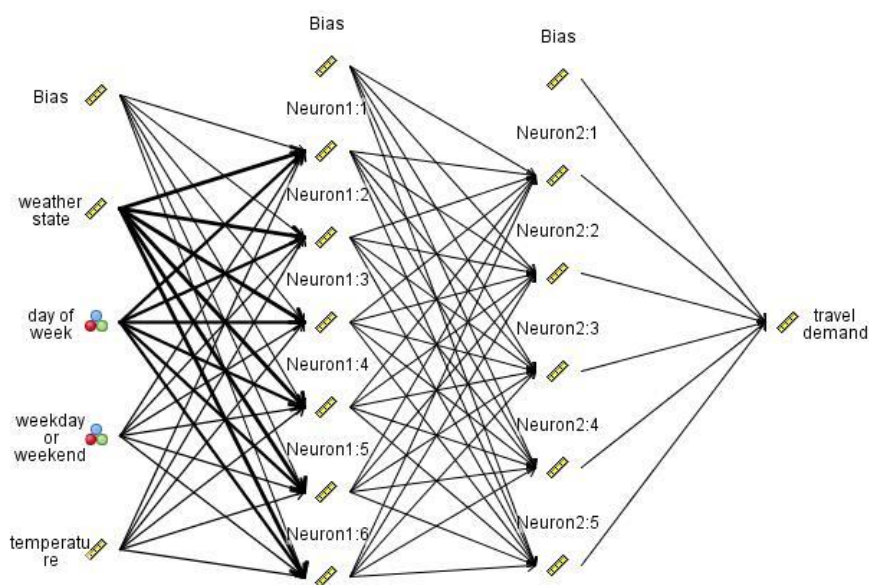 Bias
weather
state
day of
week
weekday
or
weekend
temperatu
re
Bias
Neuron1:1
Neuron1:2
Neuron1:3
Neuron1:4
Neuron1:5
Neuron1:6
Bias
Neuron2:1
Neuron2:2
Neuron2:3
Neuron2:4
Neuron2:5
travel
demand